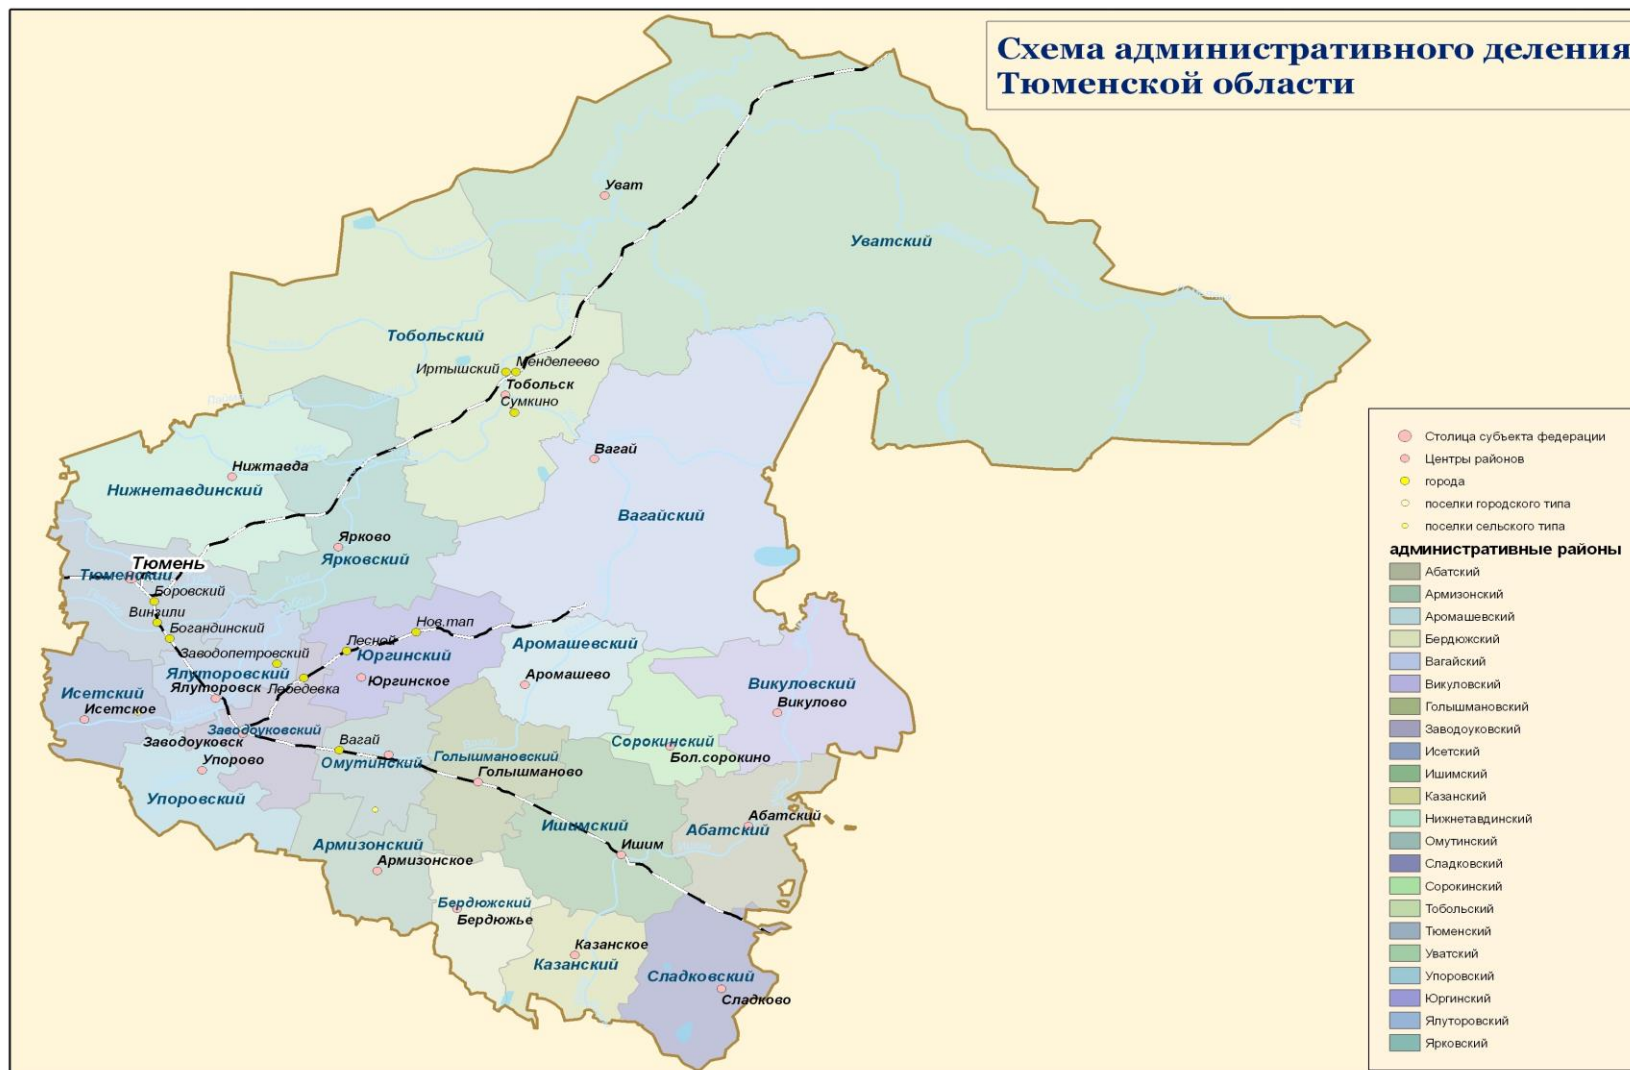 Схема административного деления
Тюменской области
Уват
Уватский
Тобольский
Иртышский
Менделеево
Тобольск
Сумкино
Вагай
Вагайский
Нижтавда
Нижнетавдинский
Ярково
Ярковский
Тюмень
Тюменский
Боровский
Винзили
Богандинский
Заводопетровский
Ялуторовский
Ялуторовск
Лебедевка
Лесной
Нов.тап
Юргинский
Юргинское
Аромашевский
Аромашево
Викуловский
Викулово
Исетский
Исетское
Заводоуковский
Заводоуковск
Упорово
Упоровский
Вагай
Омутинский
Голышмановский
Голышманово
Сорокинский
Бол.сорокино
Ишимский
Ишим
Абатский
Абатский
Армизонский
Армизонское
Бердюжский
Бердюжье
Казанское
Казанский
Сладковский
Сладково
Столица субъекта федерации
Центры районов
города
поселки городского типа
поселки сельского типа
административные районы
Абатский
Армизонский
Аромашевский
Бердюжский
Вагайский
Викуловский
Голышмановский
Заводоуковский
Исетский
Ишимский
Казанский
Нижнетавдинский
Омутинский
Сладковский
Сорокинский
Тобольский
Тюменский
Уватский
Упоровский
Юргинский
Ялуторовский
Ярковский